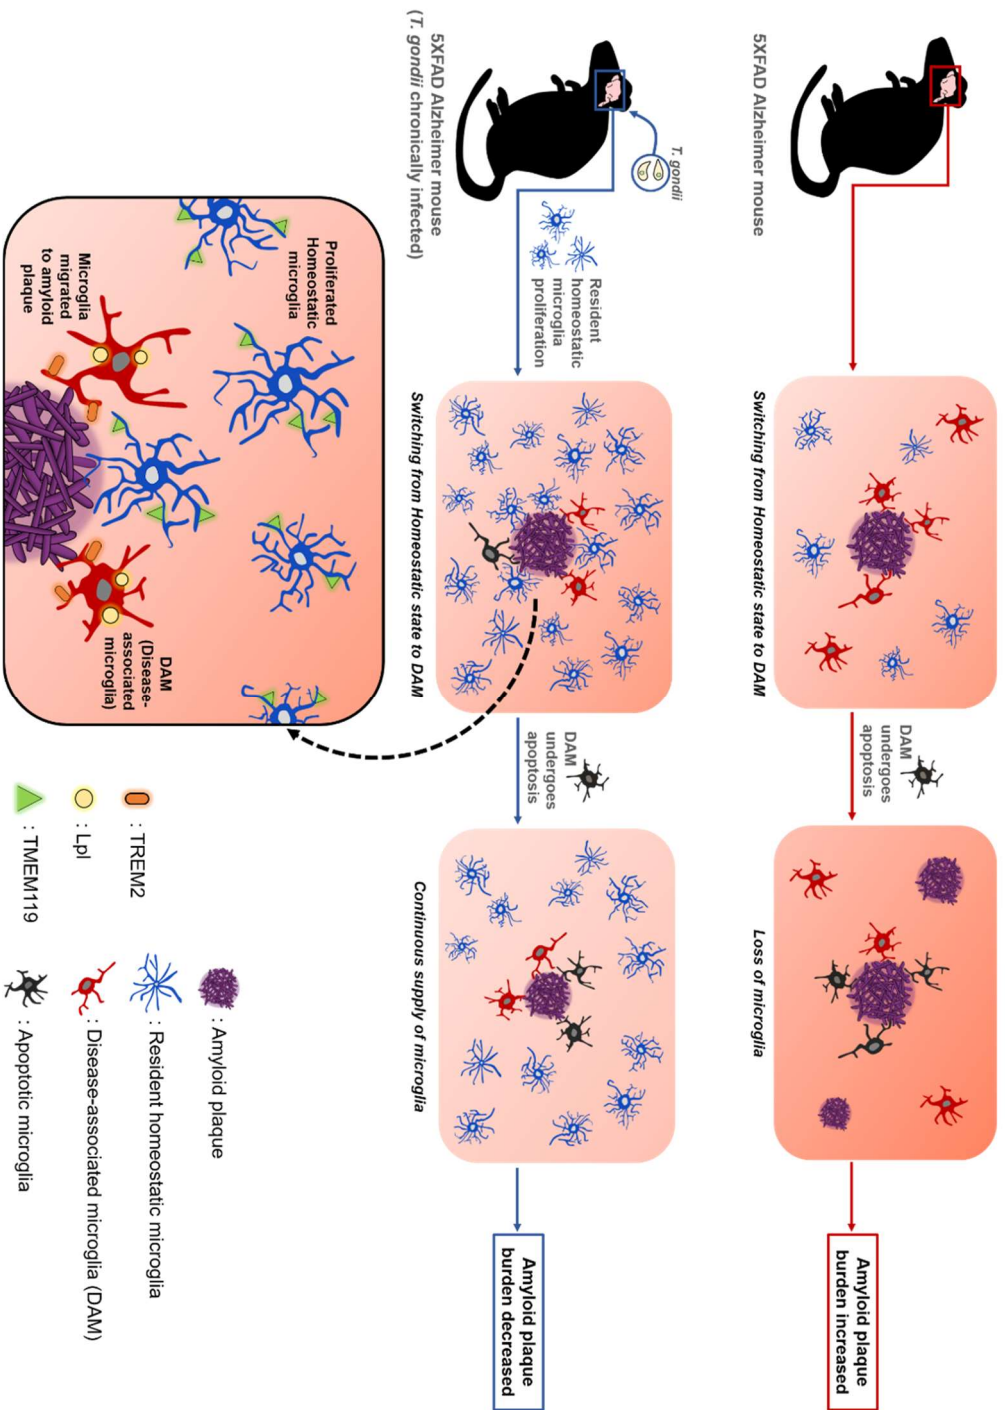 5XFAD Alzheimer mouse
Switching from Homeostatic state to DAM
DAM
undergoes
apoptosis
Loss of microglia
Amyloid plaque
burden increased
T. gondii
5XFAD Alzheimer mouse
(T. gondii chronically infected)
Resident
homeostatic
microglia
proliferation
Switching from Homeostatic state to DAM
DAM
undergoes
apoptosis
Continuous supply of microglia
Amyloid plaque
burden decreased
Proliferated
Homeostatic
microglia
Microglia
migrated
to amyloid
plaque
DAM
(Disease-
associated
microglia)
: TREM2
: Lpl
: TMEM119
: Amyloid plaque
: Resident homeostatic microglia
: Disease-associated microglia (DAM)
: Apoptotic microglia